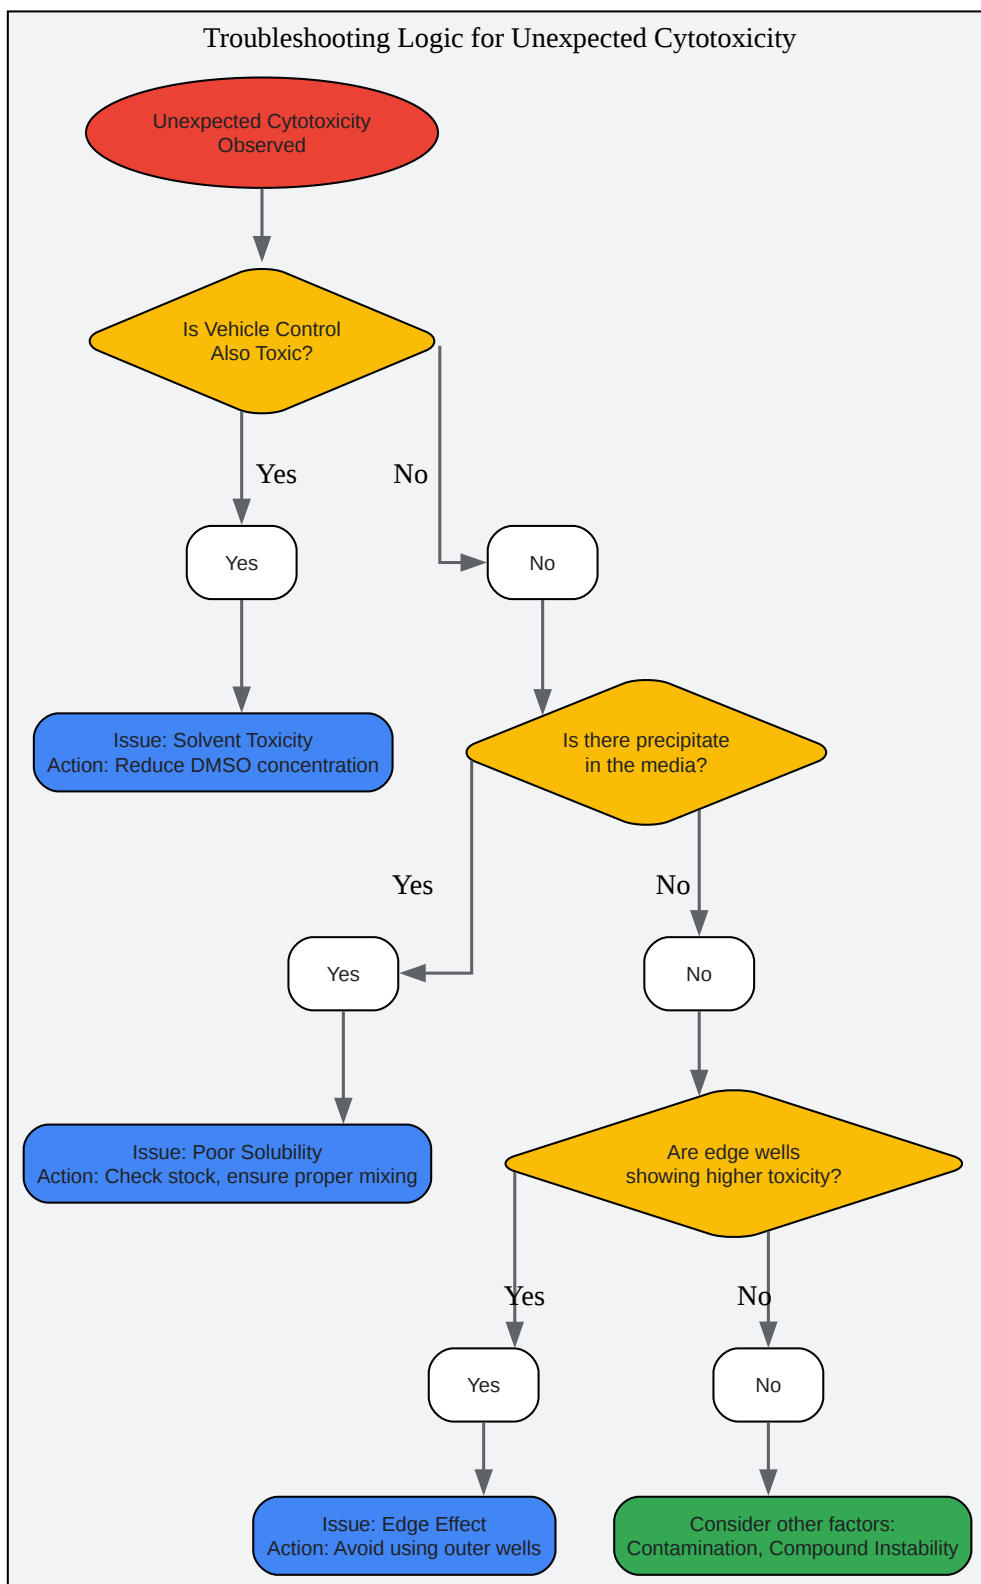 Troubleshooting Logic for Unexpected Cytotoxicity
Unexpected Cytotoxicity
Observed
Is Vehicle Control
Also Toxic?
Yes
No
Yes
No
Issue: Solvent Toxicity
Action: Reduce DMSO concentration
Is there precipitate
in the media?
Yes
No
Yes
No
Issue: Poor Solubility
Action: Check stock, ensure proper mixing
Are edge wells
showing higher toxicity?
Yes
No
Yes
No
Issue: Edge Effect
Action: Avoid using outer wells
Consider other factors:
Contamination, Compound Instability